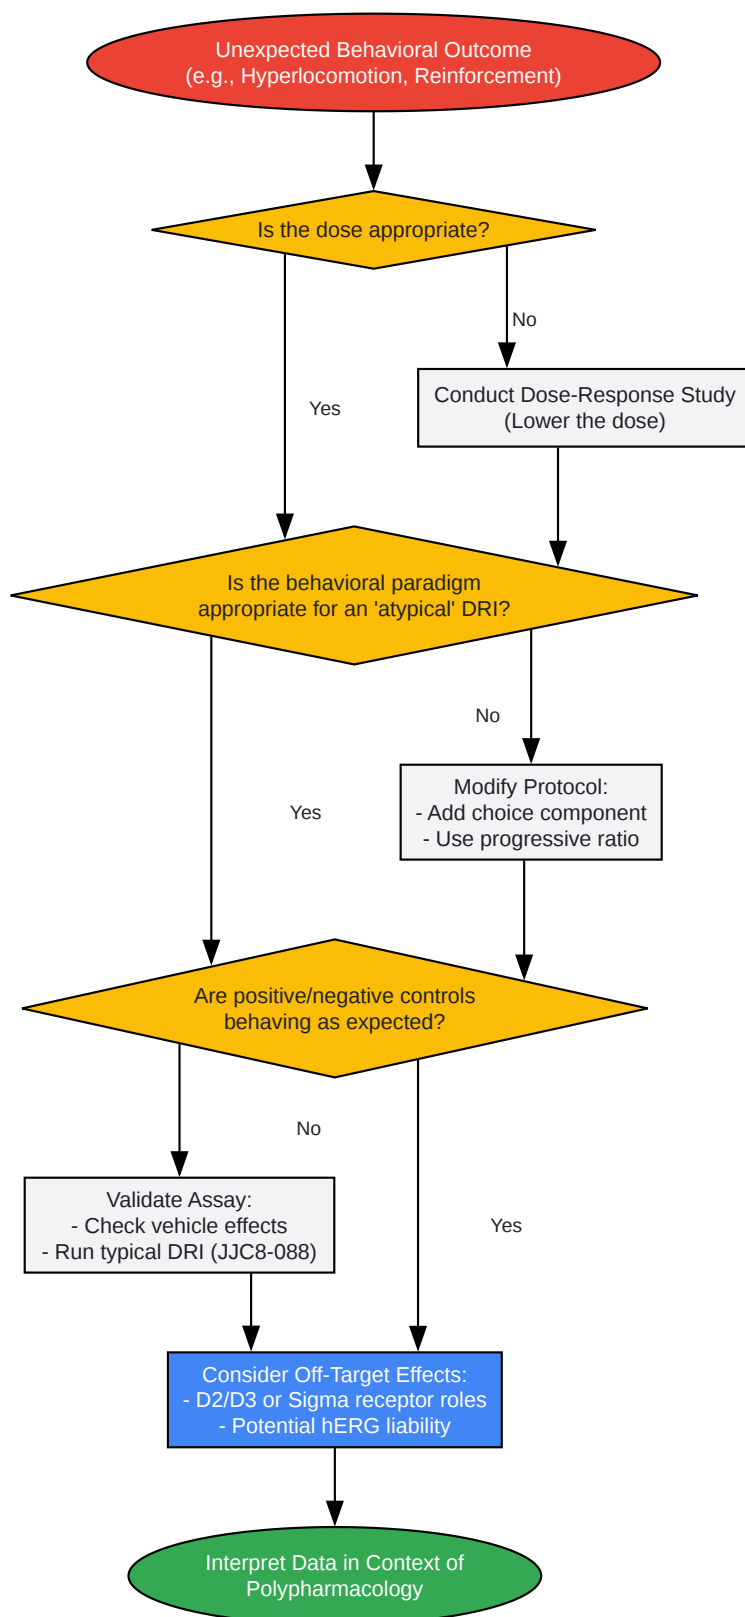 Unexpected Behavioral Outcome
(e.g., Hyperlocomotion, Reinforcement)
Is the dose appropriate?
No
Conduct Dose-Response Study
(Lower the dose)
Yes
Is the behavioral paradigm
appropriate for an 'atypical' DRI?
No
Modify Protocol:
- Add choice component
- Use progressive ratio
Yes
Are positive/negative controls
behaving as expected?
No
Validate Assay:
- Check vehicle effects
- Run typical DRI (JJC8-088)
Yes
Consider Off-Target Effects:
- D2/D3 or Sigma receptor roles
- Potential hERG liability
Interpret Data in Context of
Polypharmacology